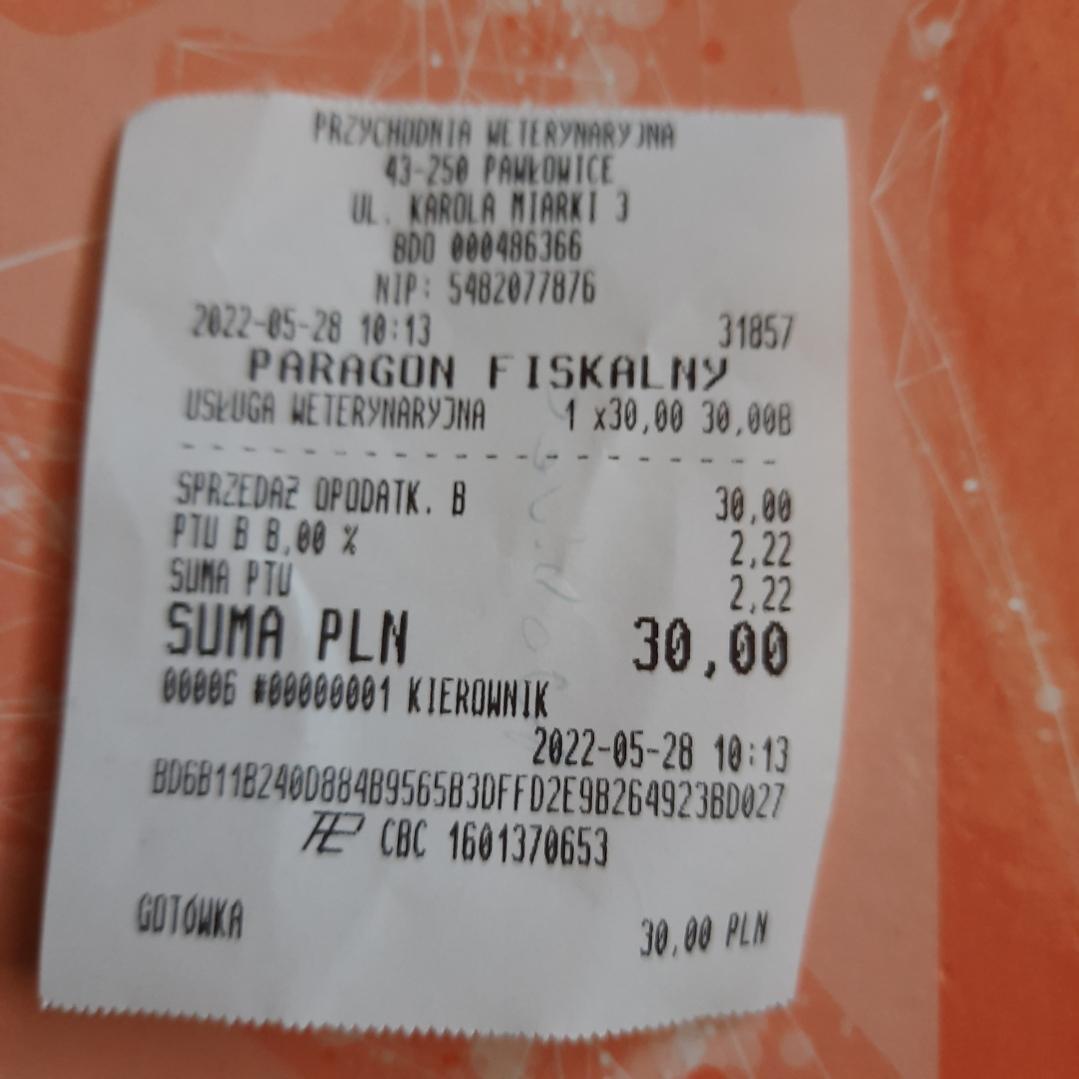 PRZYCHODNIA WETERYNARYJNA
43-250 PAWŁOWICE
UL. KAROLA MIARKI 3
BDO 000486366
NIP: 5482077876
2022-05-28 10:13 31857
PARAGON FISKALNY
USŁUGA WETERYNARYJNA 1 x30,00 30,00B
SPRZEDAŻ OPODATK. B 30,00
PTU B 8,00 % 2,22
SUMA PTU 2,22
SUMA PLN 30,00
00006 #00000001 KIEROWNIK
2022-05-28 10:13
BD6B11B240D884B9565B3DFFD2E9B264923BD027
CBC 1601370653
GOTÓWKA 30,00 PLN